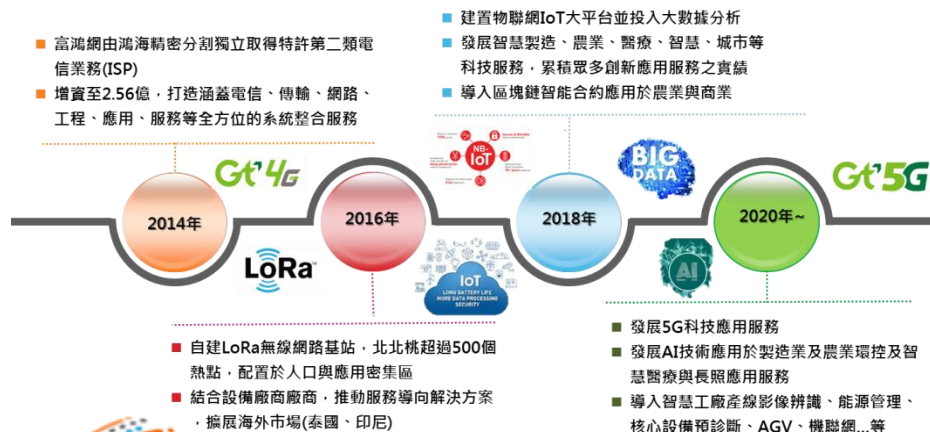 ■ 富鴻網由鴻海精密分割獨立取得特許第二類電
信業務(ISP)
■ 增資至2.56億，打造涵蓋電信、傳輸、網路、
工程、應用、服務等全方位的系統整合服務
■ 建置物聯網IoT大平台並投入大數據分析
■ 發展智慧製造、農業、醫療、智慧、城市等
科技服務，累積眾多創新應用服務之實績
■ 導入區塊鏈智能合約應用於農業與商業
Gt 4G
NB-
IoT
BIG
DATA
Gt 5G
2014年
2016年
2018年
2020年~
LoRa
IoT
LONG BATTERY LIFE
MORE DATA PROCESSING
SECURITY
AI
■ 自建LoRa無線網路基站，北北桃超過500個
熱點，配置於人口與應用密集區
■ 結合設備廠商廠商，推動服務導向解決方案
，擴展海外市場(泰國、印尼)
■ 發展5G科技應用服務
■ 發展AI技術應用於製造業及農業環控及智
慧醫療與長照應用服務
■ 導入智慧工廠產線影像辨識、能源管理、
核心設備預診斷、AGV、機聯網...等